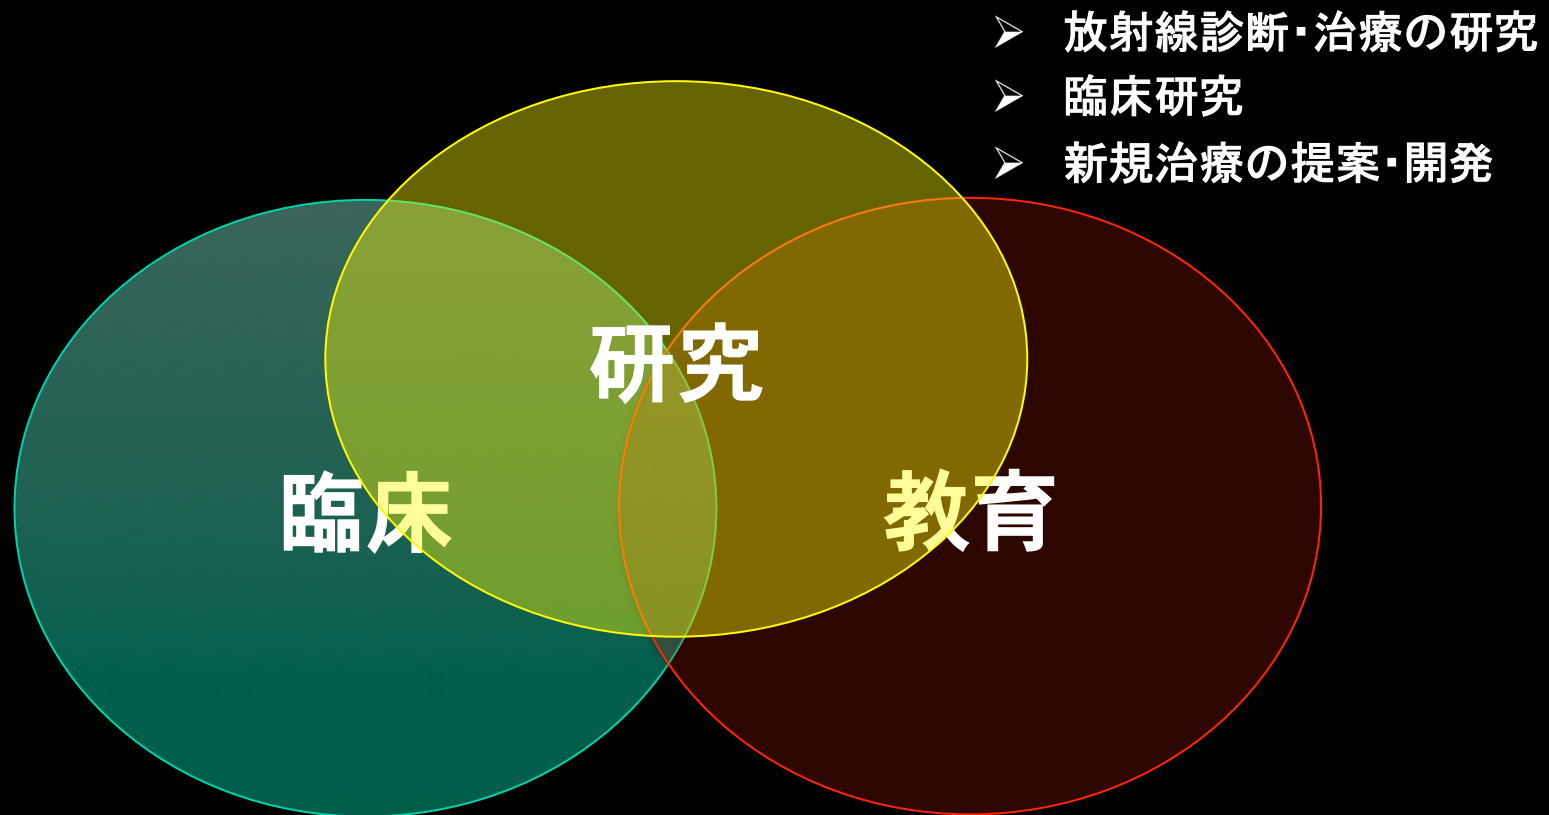 ➢ 放射線診断・治療の研究
➢ 臨床研究
➢ 新規治療の提案・開発
研究
臨床
教育